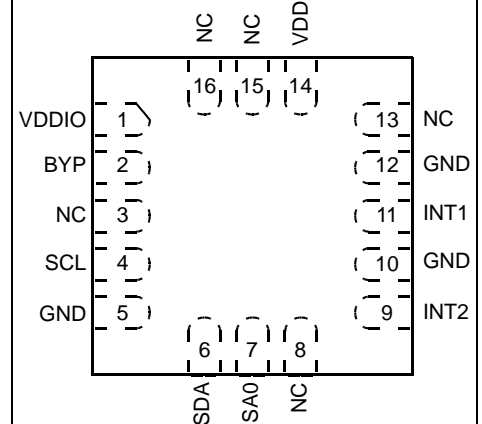 NC NC VDD
16 15 14
VDDIO 1 13 NC
BYP 2 12 GND
NC 3 11 INT1
SCL 4 10 GND
GND 5 9 INT2
6 7 8
SDA SA0 NC